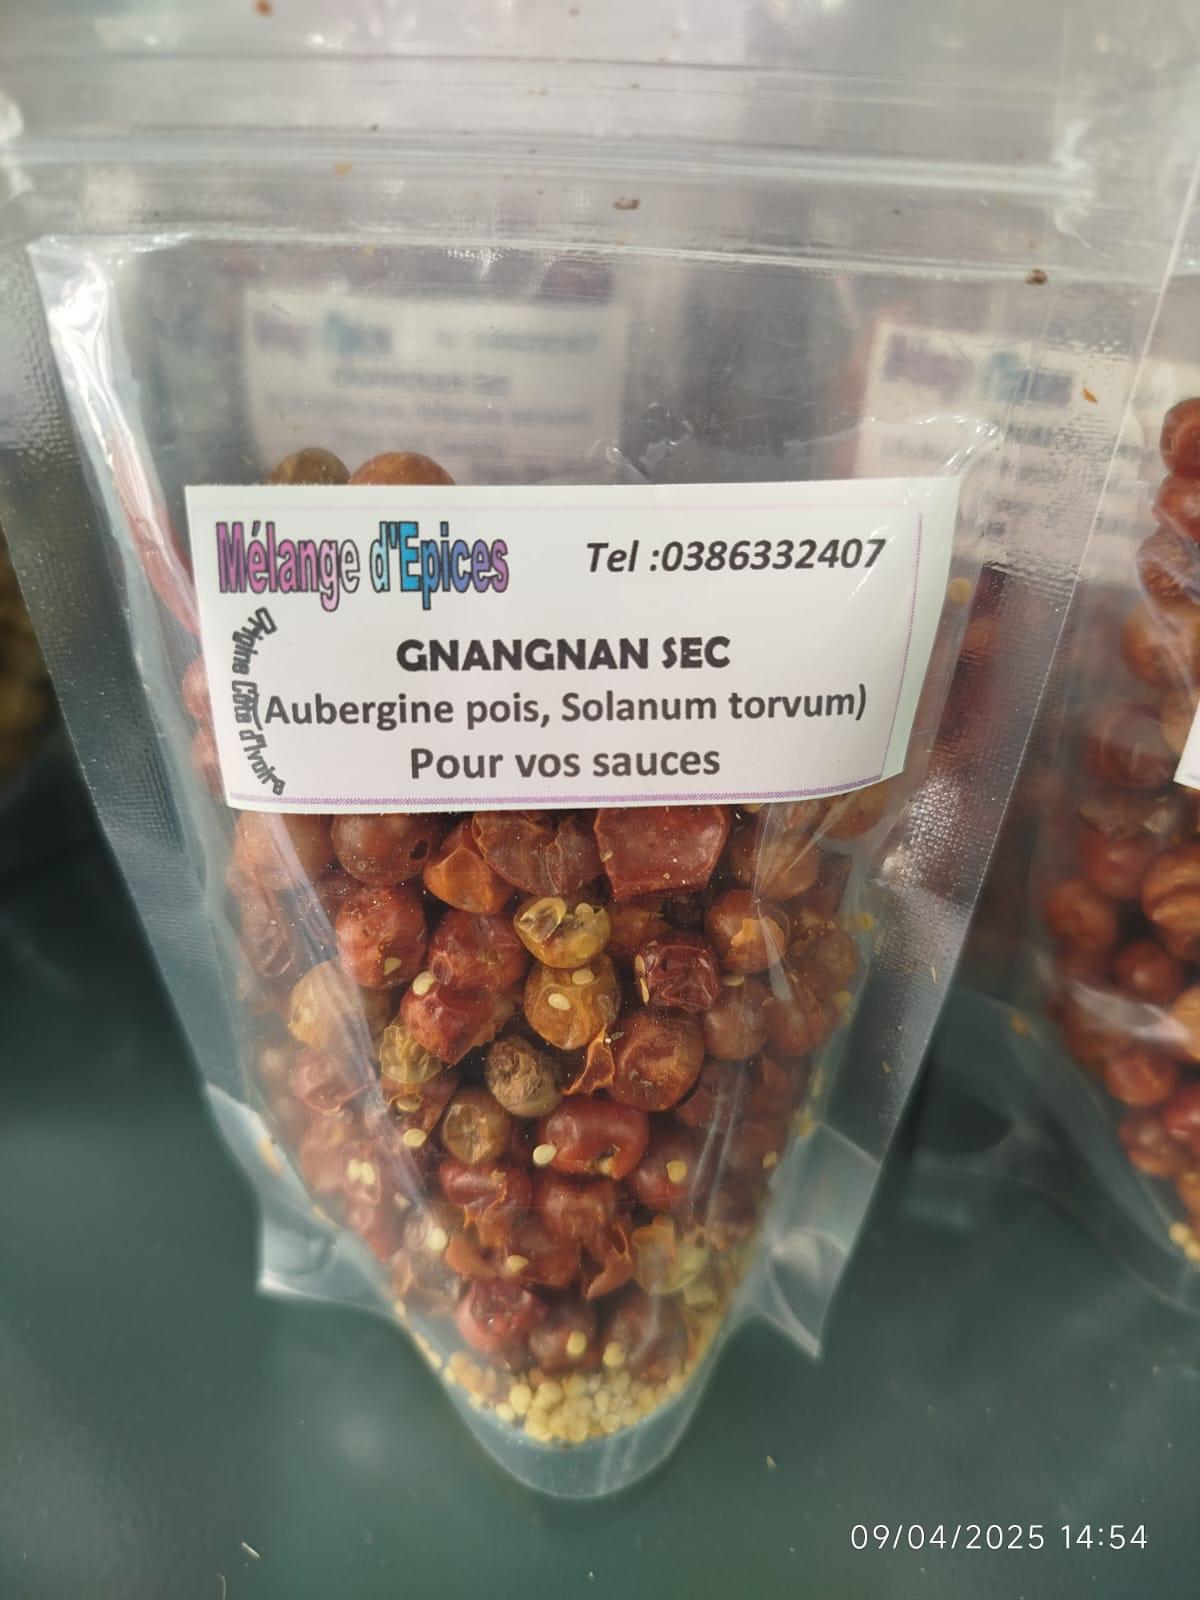 Mélange d'Epices
Tel :0386332407
Origine Côte d'Ivoire
GNANGNAN SEC
(Aubergine pois, Solanum torvum)
Pour vos sauces
09/04/2025 14:54